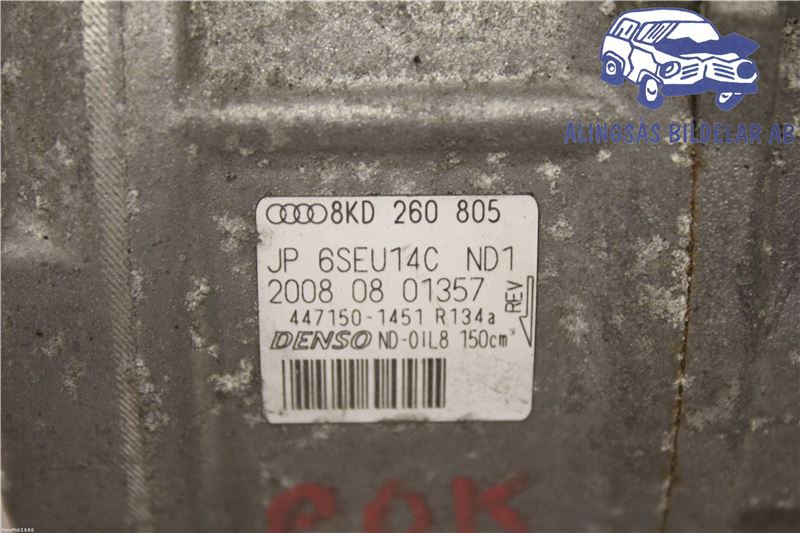 ALINGSÅS BILDELAR AB
8KD 260 805
JP 6SEU14C ND1
2008 08 01357
REV
447150-1451 R134a
DENSO ND-OIL8 150cm³